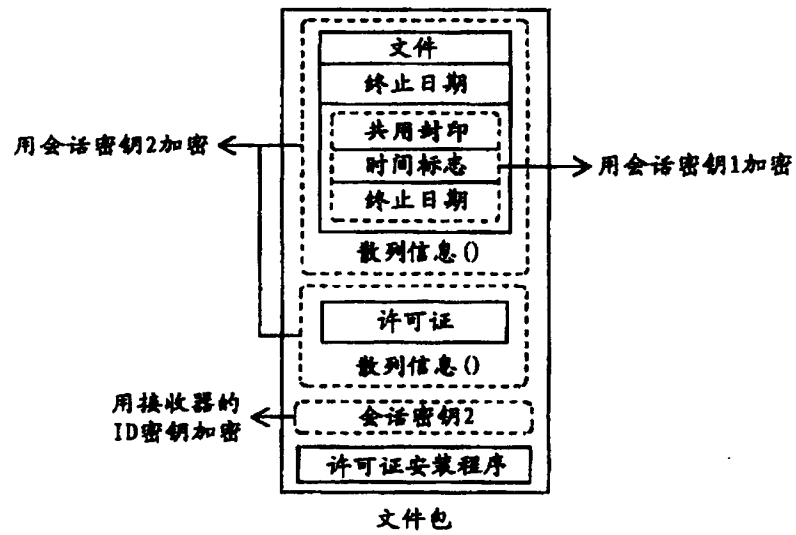 文件
终止日期
共用封印
时间标志
终止日期
散列信息()
用会话密钥2加密
用会话密钥1加密
许可证
散列信息()
用接收器的
ID密钥加密
会话密钥2
许可证安装程序
文件包